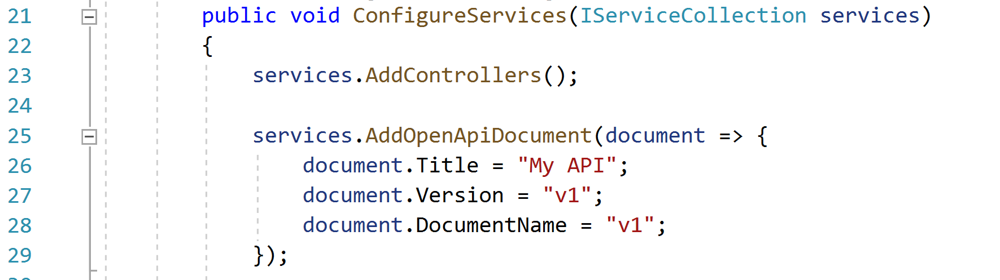 21 public void ConfigureServices(IServiceCollection services)
22 {
23 services.AddControllers();
24
25 services.AddOpenApiDocument(document => {
26 document.Title = "My API";
27 document.Version = "v1";
28 document.DocumentName = "v1";
29 });